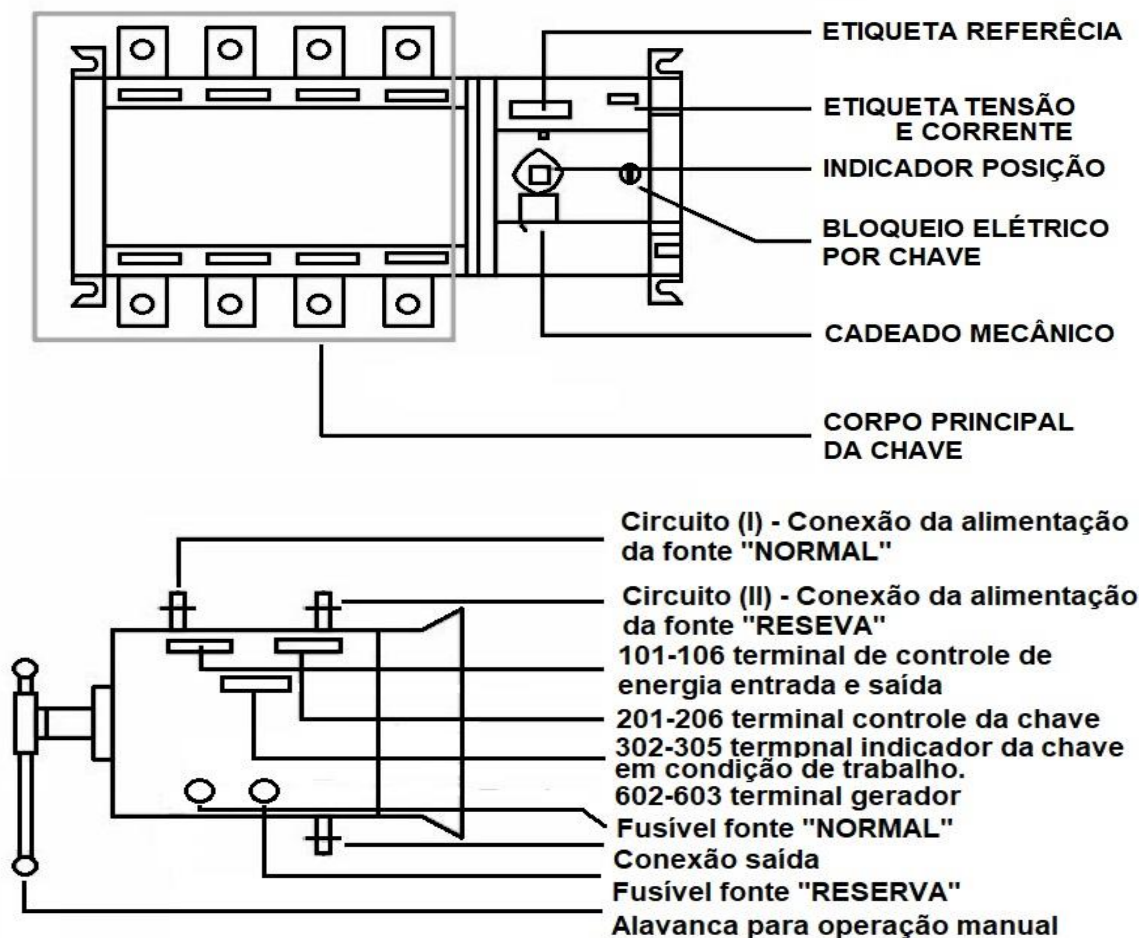 ETIQUETA REFERÊCIA
ETIQUETA TENSÃO
E CORRENTE
INDICADOR POSIÇÃO
BLOQUEIO ELÉTRICO
POR CHAVE
CADEADO MECÂNICO
CORPO PRINCIPAL
DA CHAVE
Circuito (I) - Conexão da alimentação
da fonte "NORMAL"
Circuito (II) - Conexão da alimentação
da fonte "RESEVA"
101-106 terminal de controle de
energia entrada e saída
201-206 terminal controle da chave
302-305 termpnal indicador da chave
em condição de trabalho.
602-603 terminal gerador
Fusível fonte "NORMAL"
Conexão saída
Fusível fonte "RESERVA"
Alavanca para operação manual